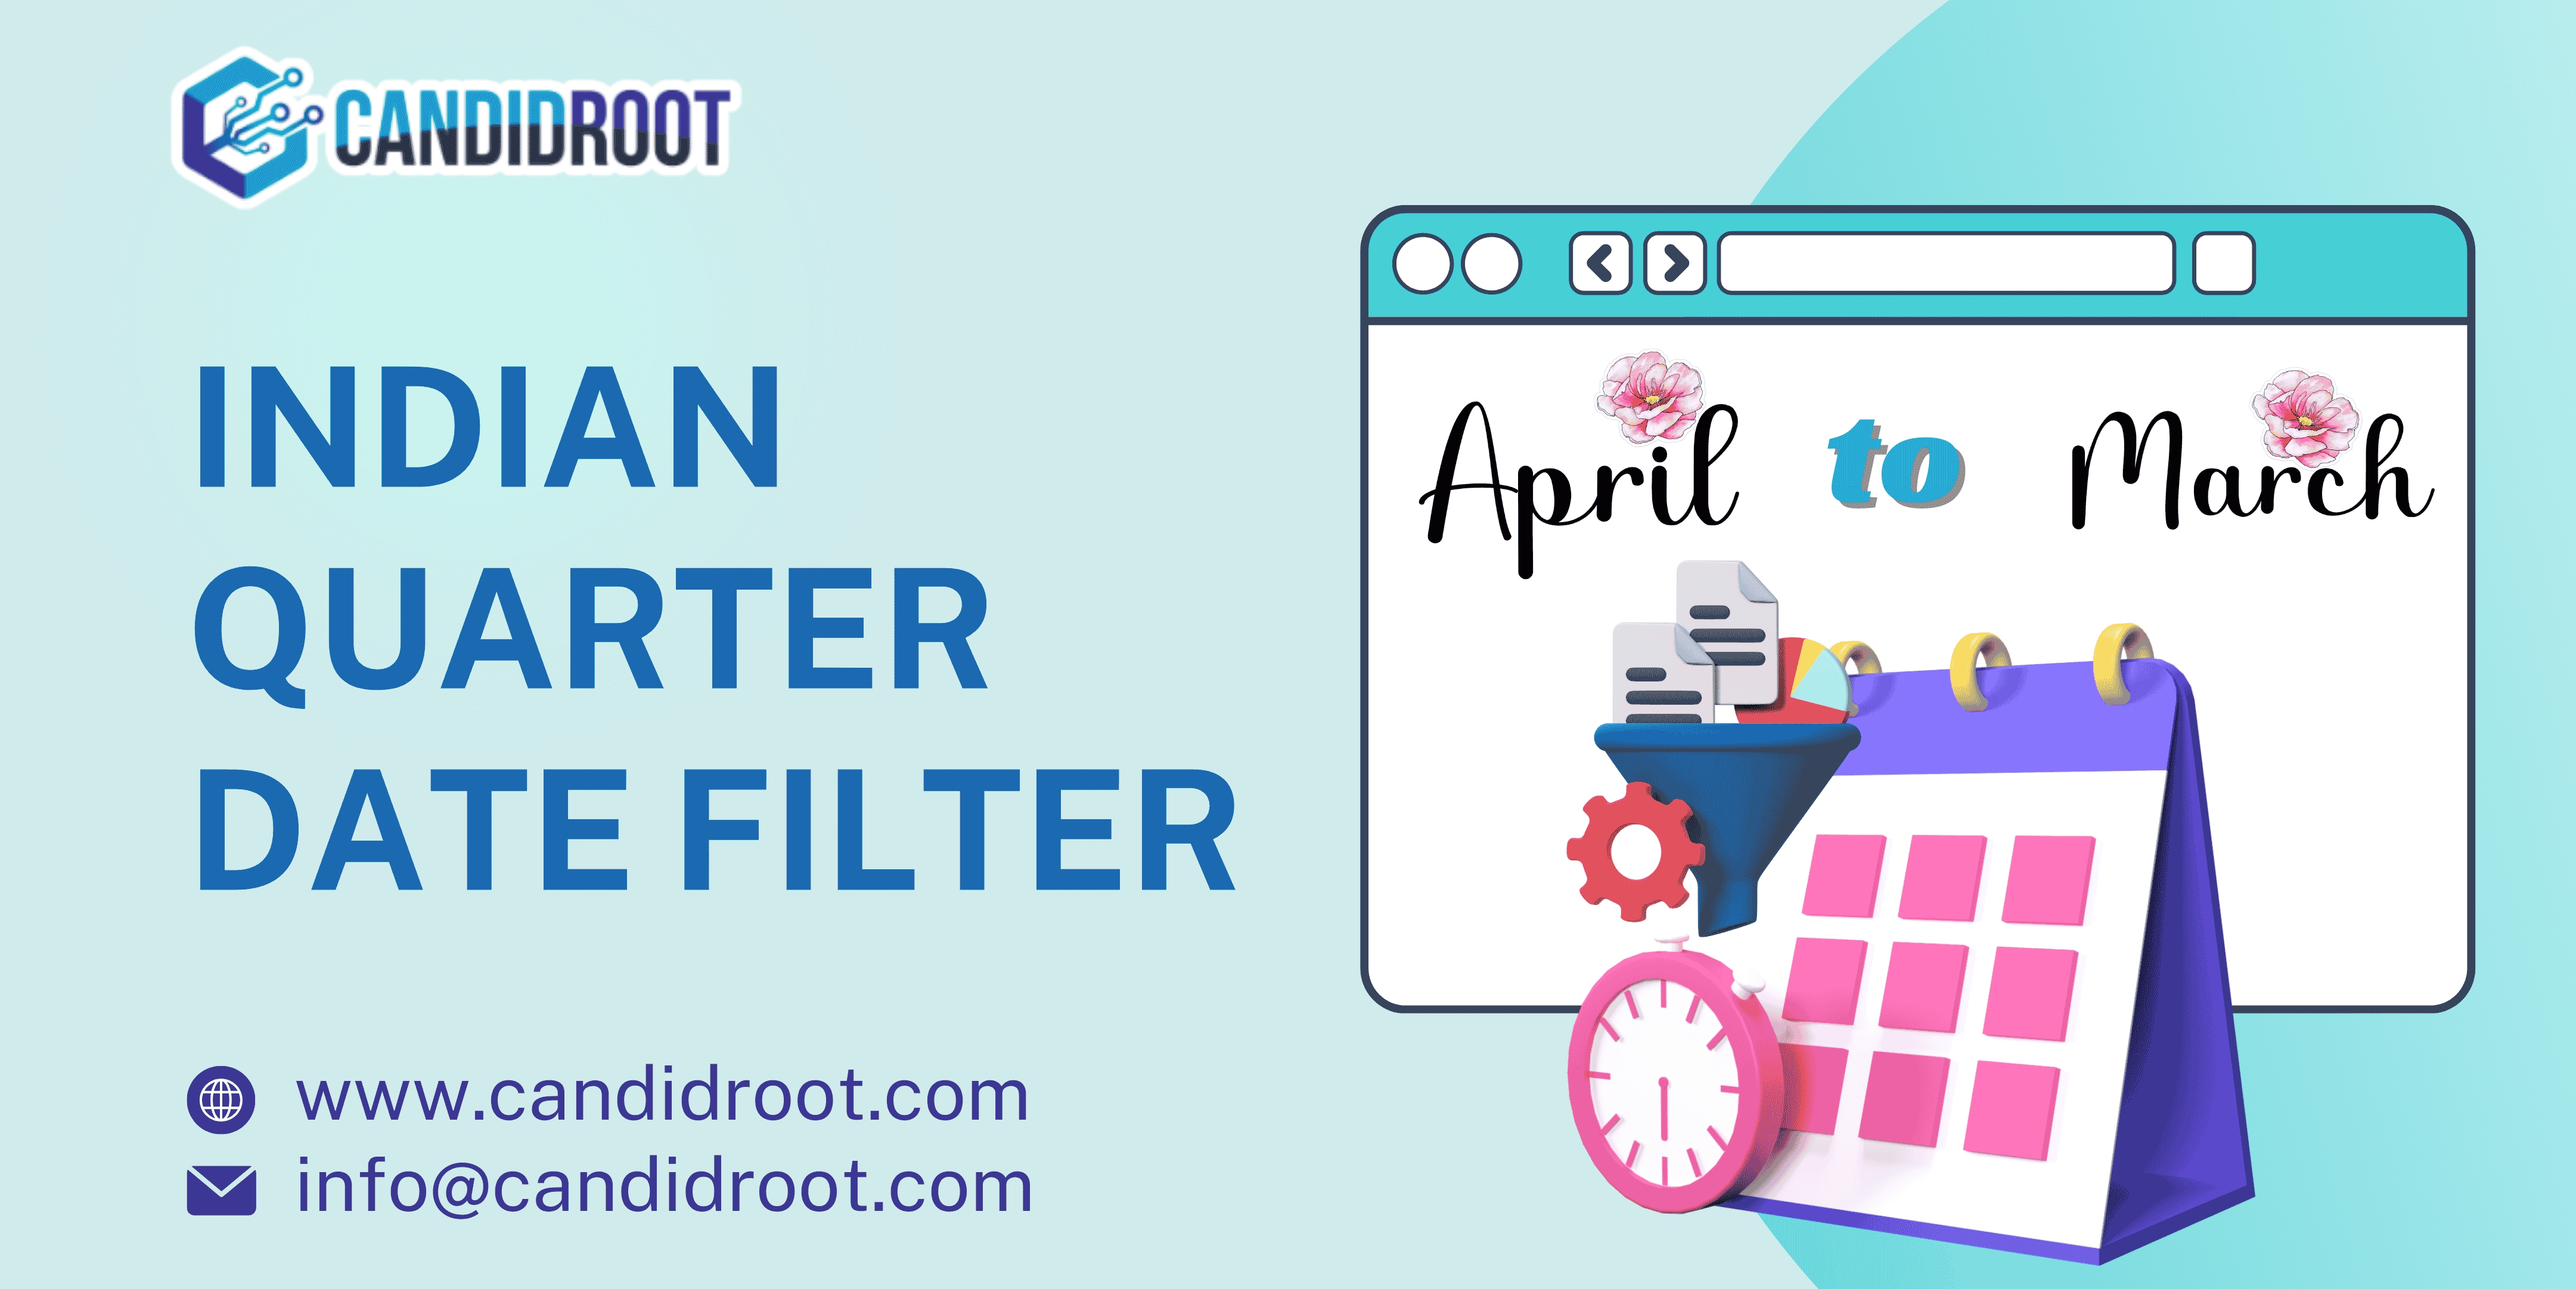 CANDIDROOT
INDIAN
QUARTER
DATE FILTER
www.candidroot.com
info@candidroot.com
April to March